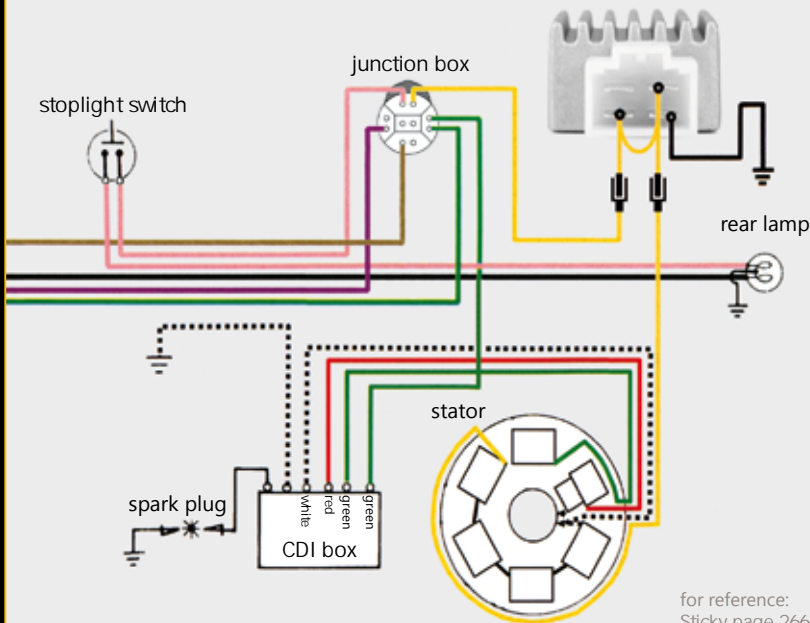 junction box
stoplight switch
rear lamp
stator
spark plug
white
red
green
green
CDI box
for reference:
Sticky page 266